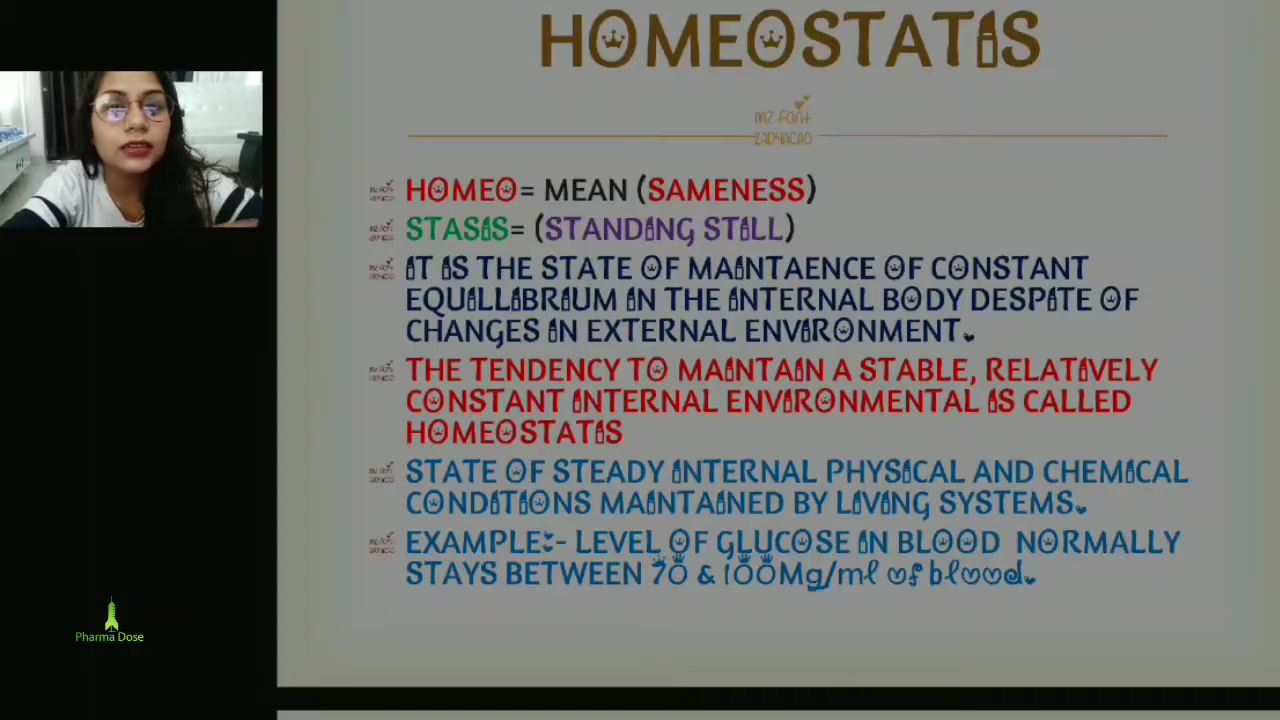 HOMEOSTATIS
MZ FONT
ZADYACAO
HOMEO= MEAN (SAMENESS)
STASIS= (STANDING STILL)
IT IS THE STATE OF MAINTAENCE OF CONSTANT
EQUILLIBRIUM IN THE INTERNAL BODY DESPITE OF
CHANGES IN EXTERNAL ENVIRONMENT.
THE TENDENCY TO MAINTAIN A STABLE, RELATIVELY
CONSTANT INTERNAL ENVIRONMENTAL IS CALLED
HOMEOSTATIS
STATE OF STEADY INTERNAL PHYSICAL AND CHEMICAL
CONDITIONS MAINTAINED BY LIVING SYSTEMS.
EXAMPLE:- LEVEL OF GLUCOSE IN BLOOD NORMALLY
STAYS BETWEEN 70 & 100Mg/ml of blood.
Pharma Dose